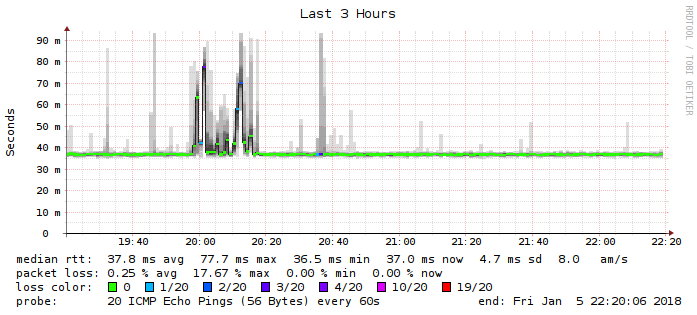 Last 3 Hours
RRDTOOL / TOBI OETIKER
Seconds
90 m
80 m
70 m
60 m
50 m
40 m
30 m
20 m
10 m
0
19:40 20:00 20:20 20:40 21:00 21:20 21:40 22:00 22:20
median rtt: 37.8 ms avg 77.7 ms max 36.5 ms min 37.0 ms now 4.7 ms sd 8.0 am/s
packet loss: 0.25 % avg 17.67 % max 0.00 % min 0.00 % now
loss color: 0 1/20 2/20 3/20 4/20 10/20 19/20
probe: 20 ICMP Echo Pings (56 Bytes) every 60s end: Fri Jan 5 22:20:06 2018